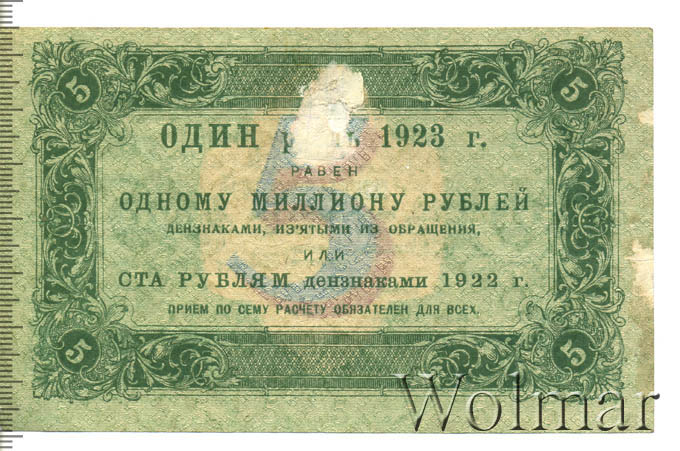 5 5
ОДИН 1923 г.
РАВЕН
ОДНОМУ МИЛЛИОНУ РУБЛЕЙ
ДЕНЗНАКАМИ, ИЗ'ЯТЫМИ ИЗ ОБРАЩЕНИЯ,
ИЛИ
СТА РУБЛЯМ дензнаками 1922 г.
ПРИЕМ ПО СЕМУ РАСЧЕТУ ОБЯЗАТЕЛЕН ДЛЯ ВСЕХ.
5
5 5
Wolmar